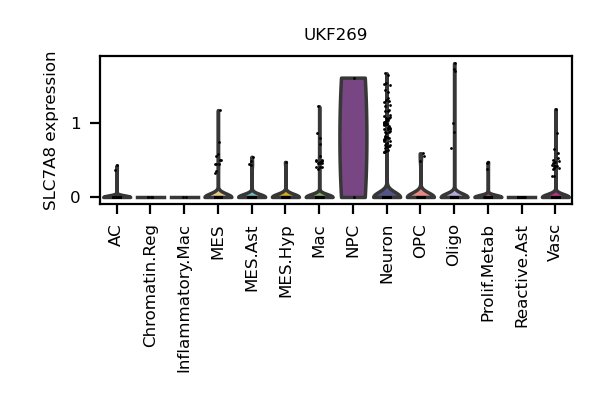 UKF269
SLC7A8 expression
1
0
AC
Chromatin.Reg
Inflammatory.Mac
MES
MES.Ast
MES.Hyp
Mac
NPC
Neuron
OPC
Oligo
Prolif.Metab
Reactive.Ast
Vasc